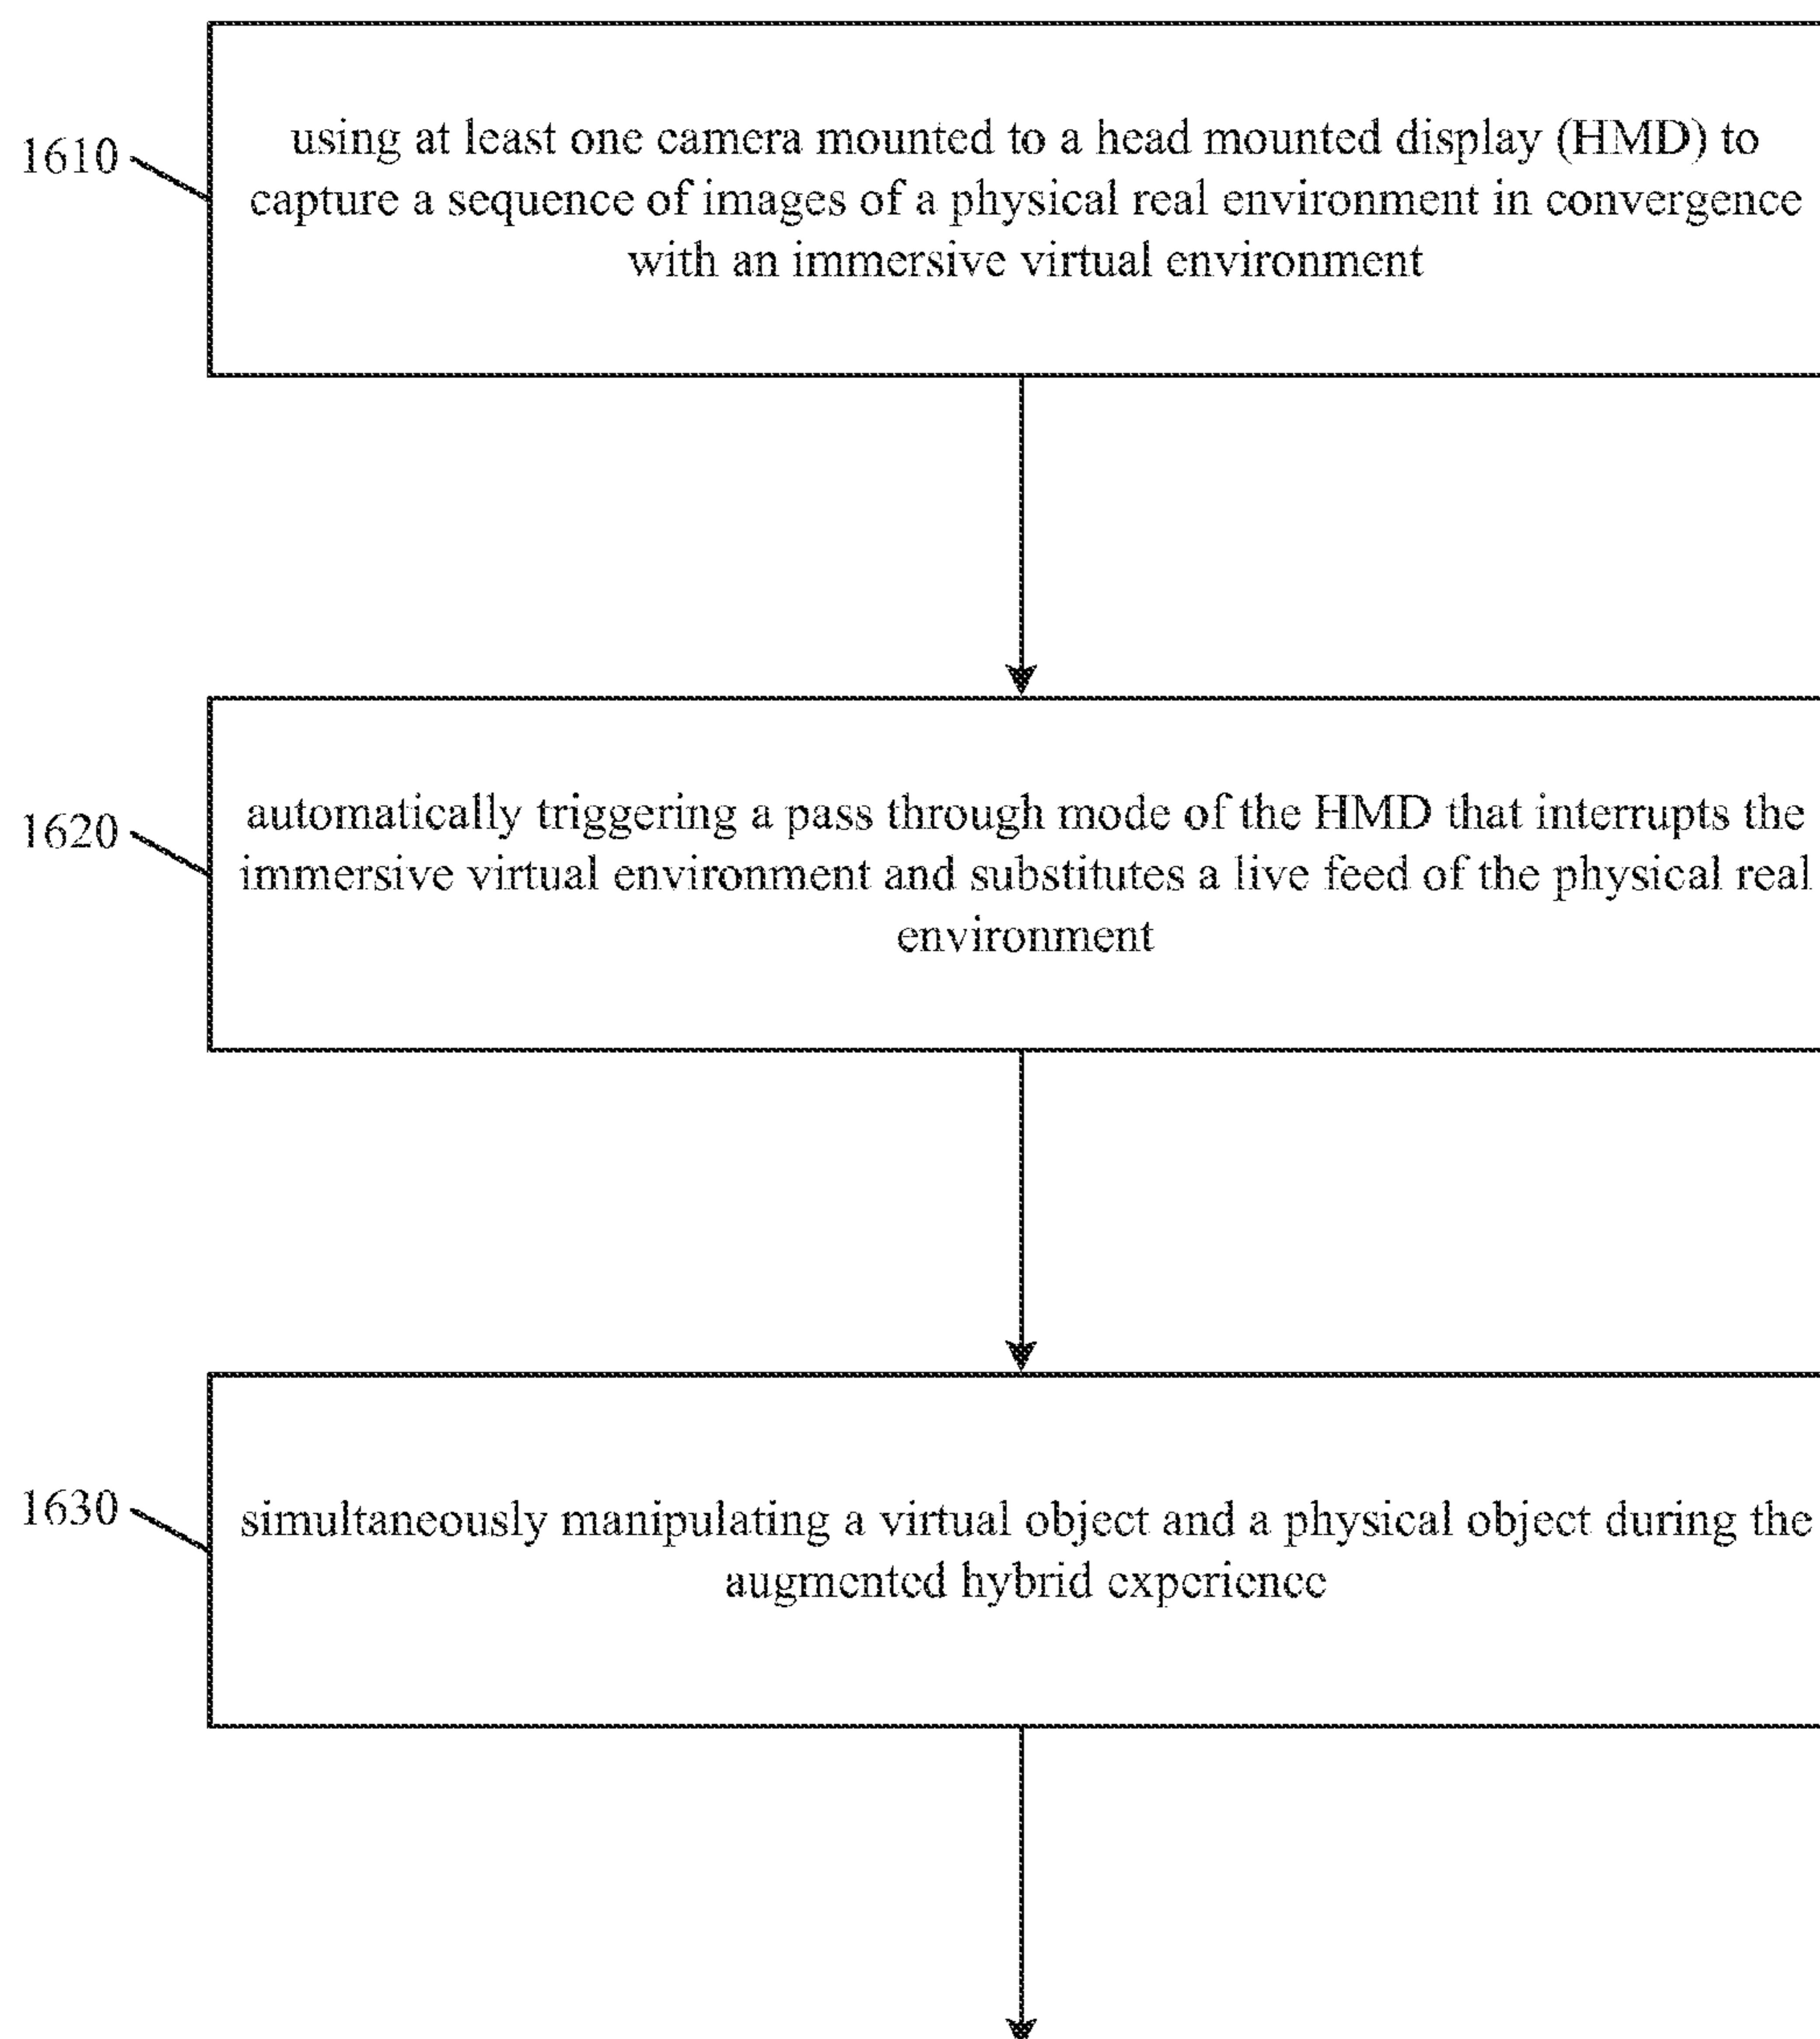 1610
using at least one camera mounted to a head mounted display (HMD) to
capture a sequence of images of a physical real environment in convergence
with an immersive virtual environment
1620
automatically triggering a pass through mode of the HMD that interrupts the
immersive virtual environment and substitutes a live feed of the physical real
environment
1630
simultaneously manipulating a virtual object and a physical object during the
augmented hybrid experience